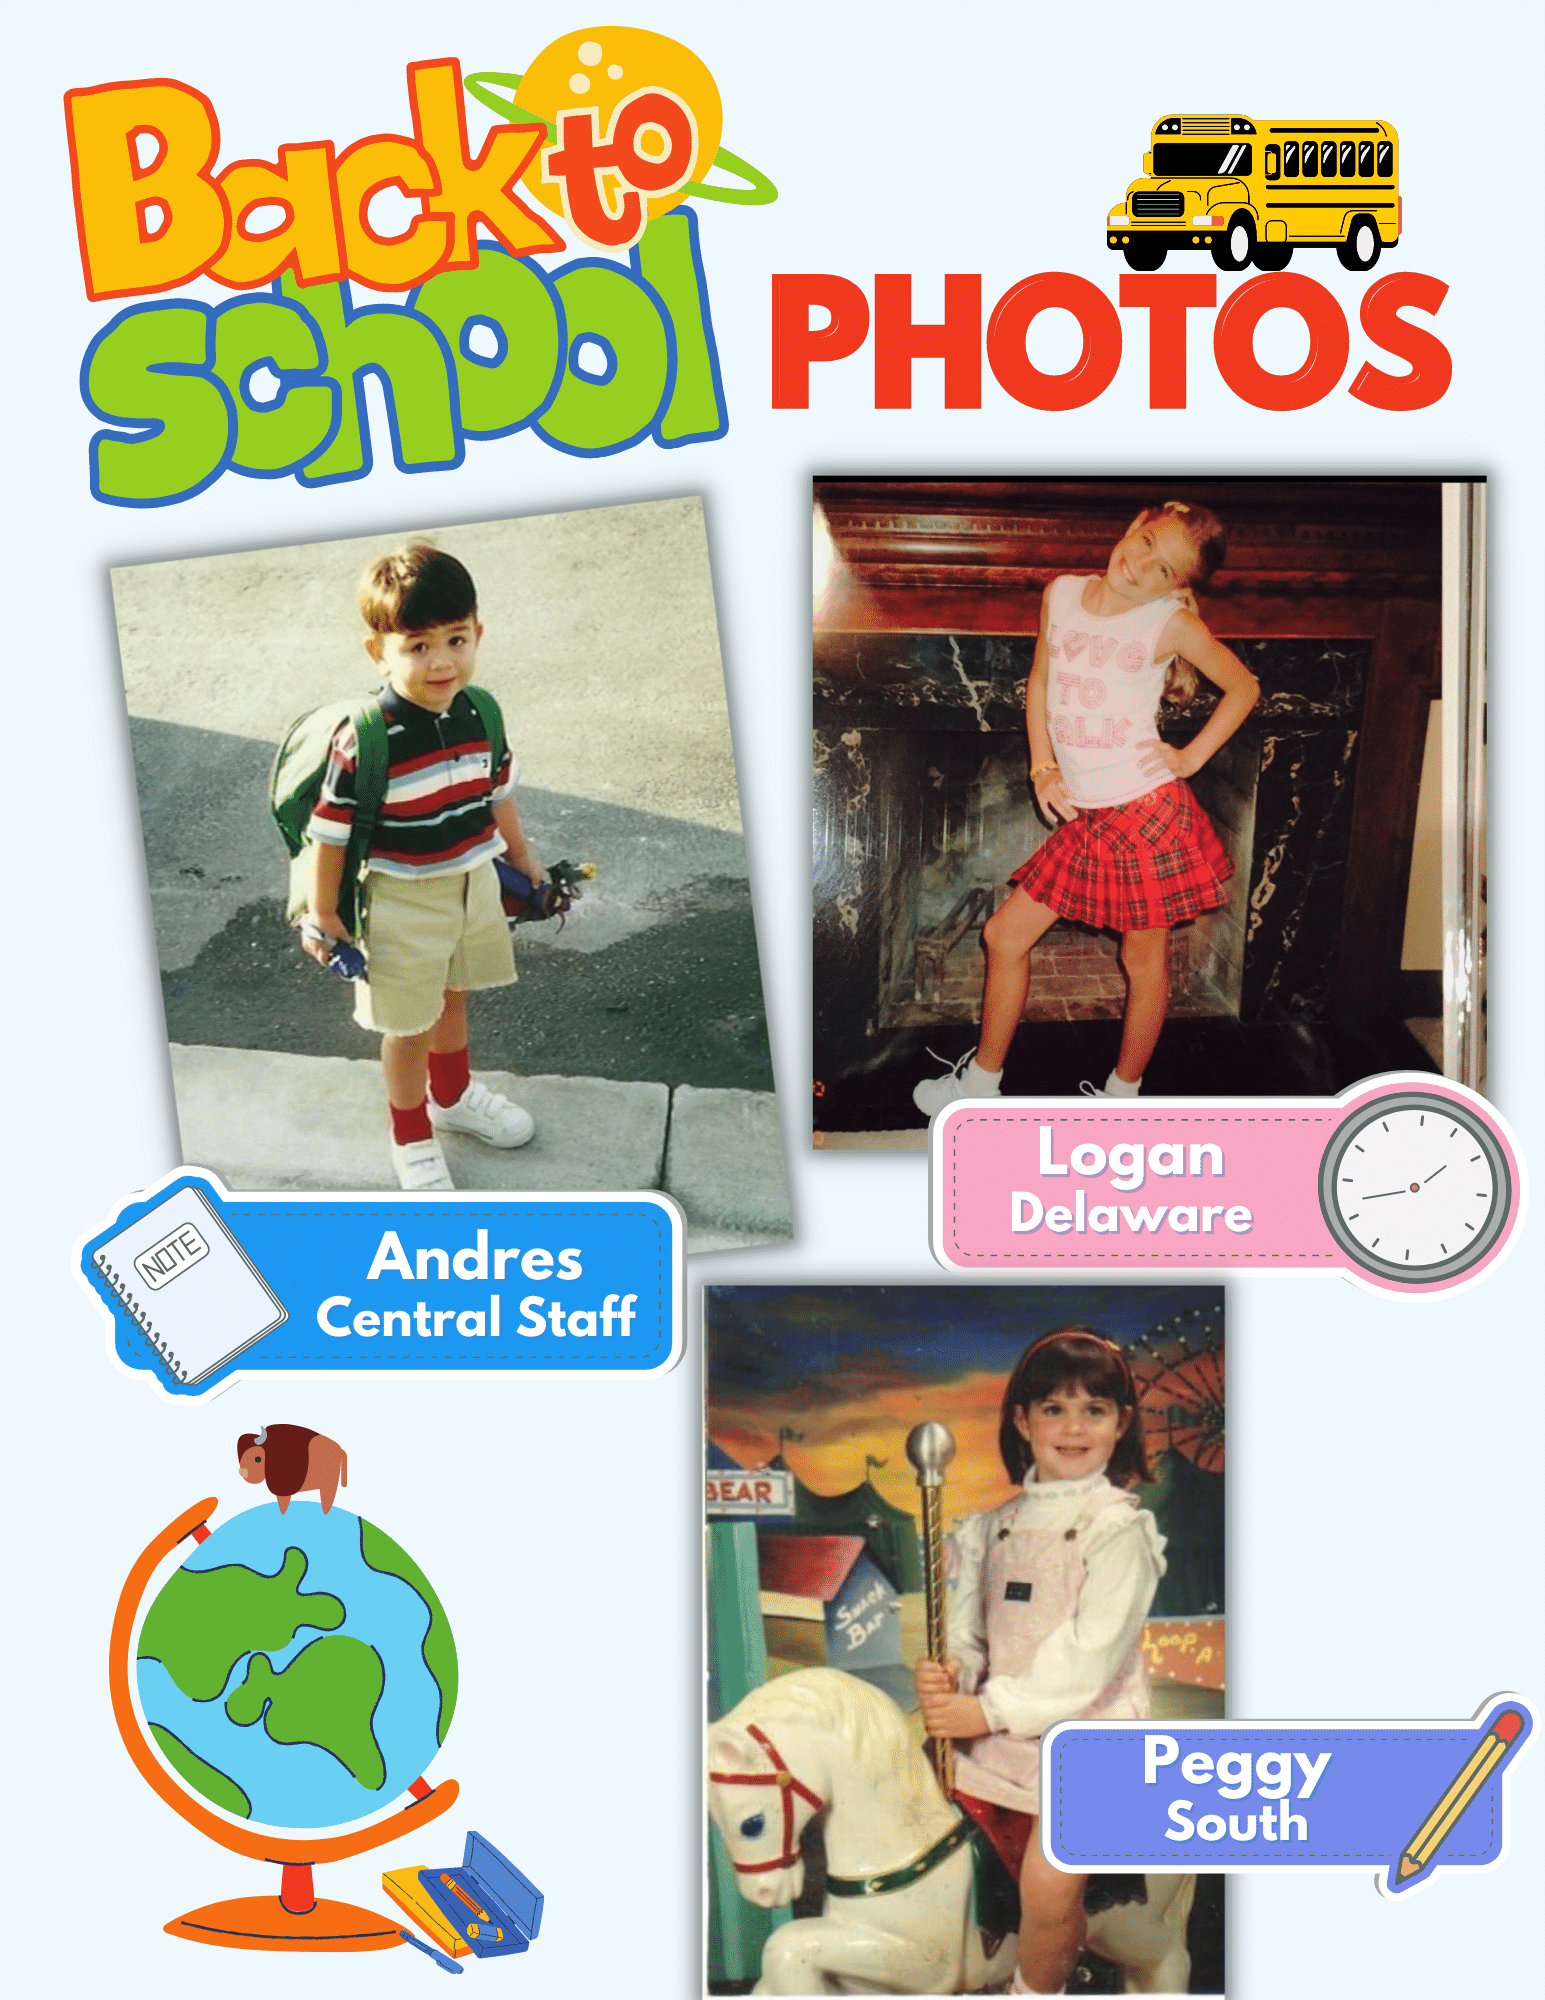 Back to
School
PHOTOS
LOVE
TO
TALK
Logan
Delaware
NOTE
Andres
Central Staff
BEAR
Snack
Bar
Peggy
South